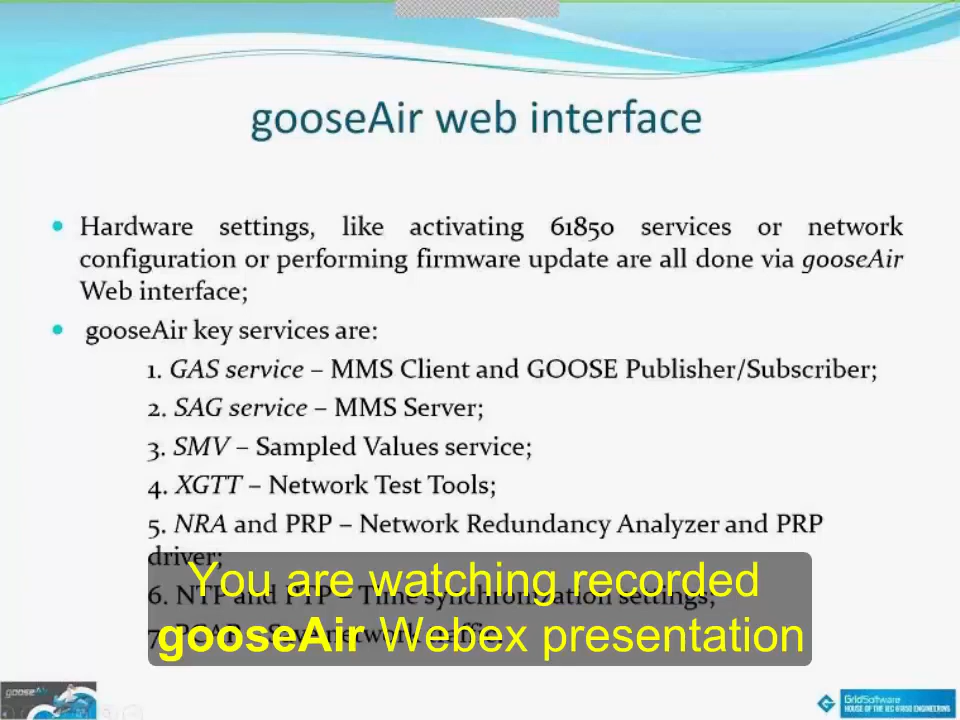 gooseAir web interface
Hardware settings, like activating 61850 services or network
configuration or performing firmware update are all done via gooseAir
Web interface;
gooseAir key services are:
1. GAS service – MMS Client and GOOSE Publisher/Subscriber;
2. SAG service – MMS Server;
3. SMV – Sampled Values service;
4. XGTT – Network Test Tools;
5. NRA and PRP – Network Redundancy Analyzer and PRP
driver;
6. NTP and PTP – Time synchronization settings;
You are watching recorded
gooseAir Webex presentation
gooseAir
GridSoftware
HOUSE OF THE IEC 61850 ENGINEERING